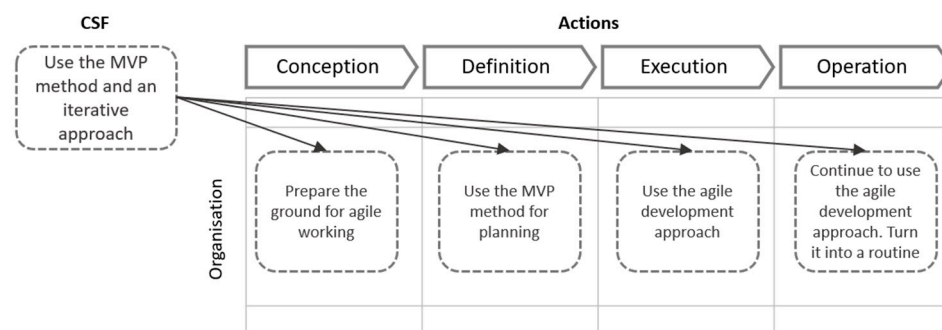 CSF
Actions
Use the MVP
method and an
iterative
approach
Conception
Definition
Execution
Operation
Organisation
Prepare the
ground for agile
working
Use the MVP
method for
planning
Use the agile
development
approach
Continue to use
the agile
development
approach. Turn
it into a routine